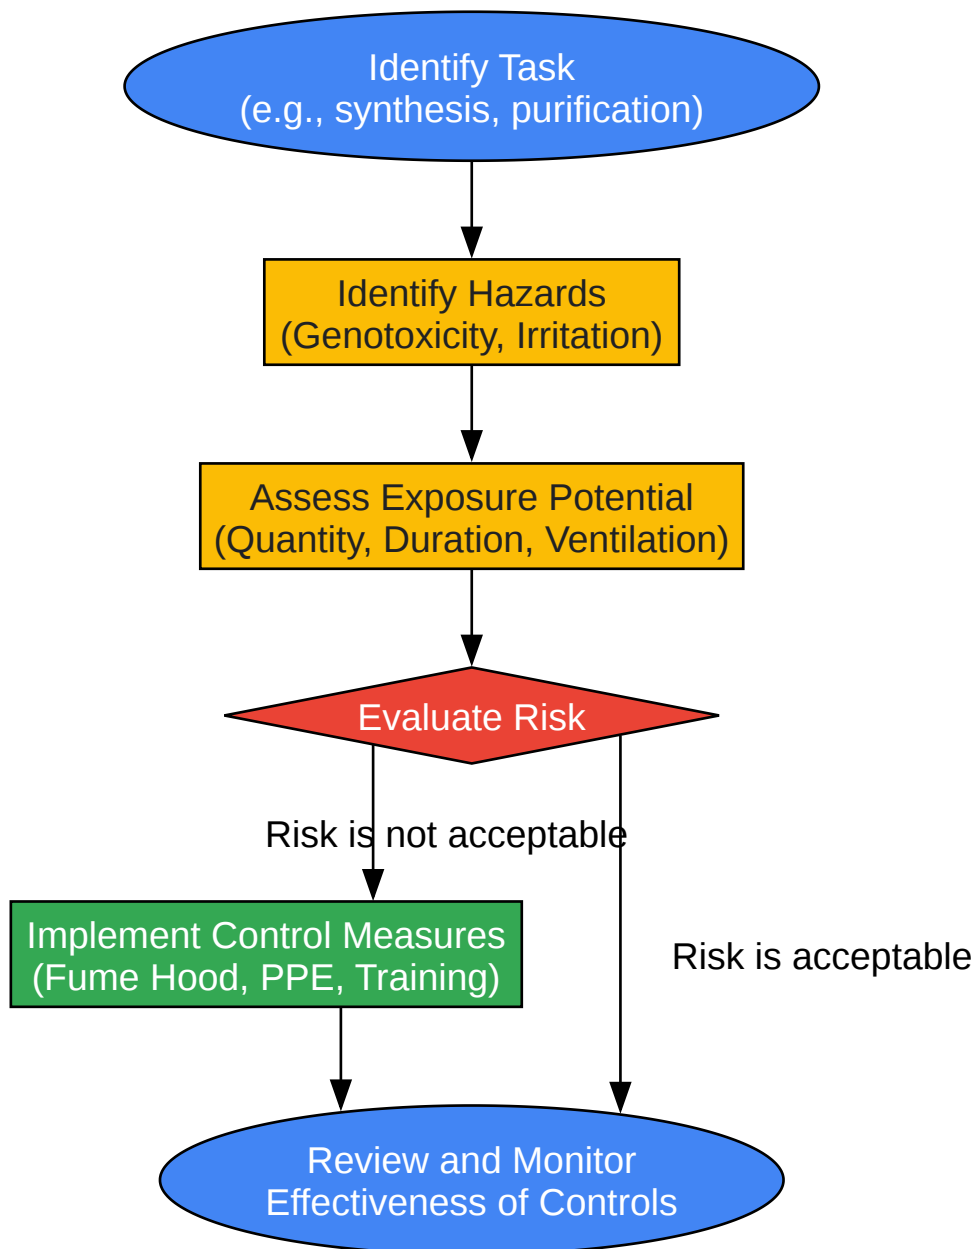 Identify Task
(e.g., synthesis, purification)
Identify Hazards
(Genotoxicity, Irritation)
Assess Exposure Potential
(Quantity, Duration, Ventilation)
Evaluate Risk
Risk is not acceptable
Implement Control Measures
(Fume Hood, PPE, Training)
Risk is acceptable
Review and Monitor
Effectiveness of Controls